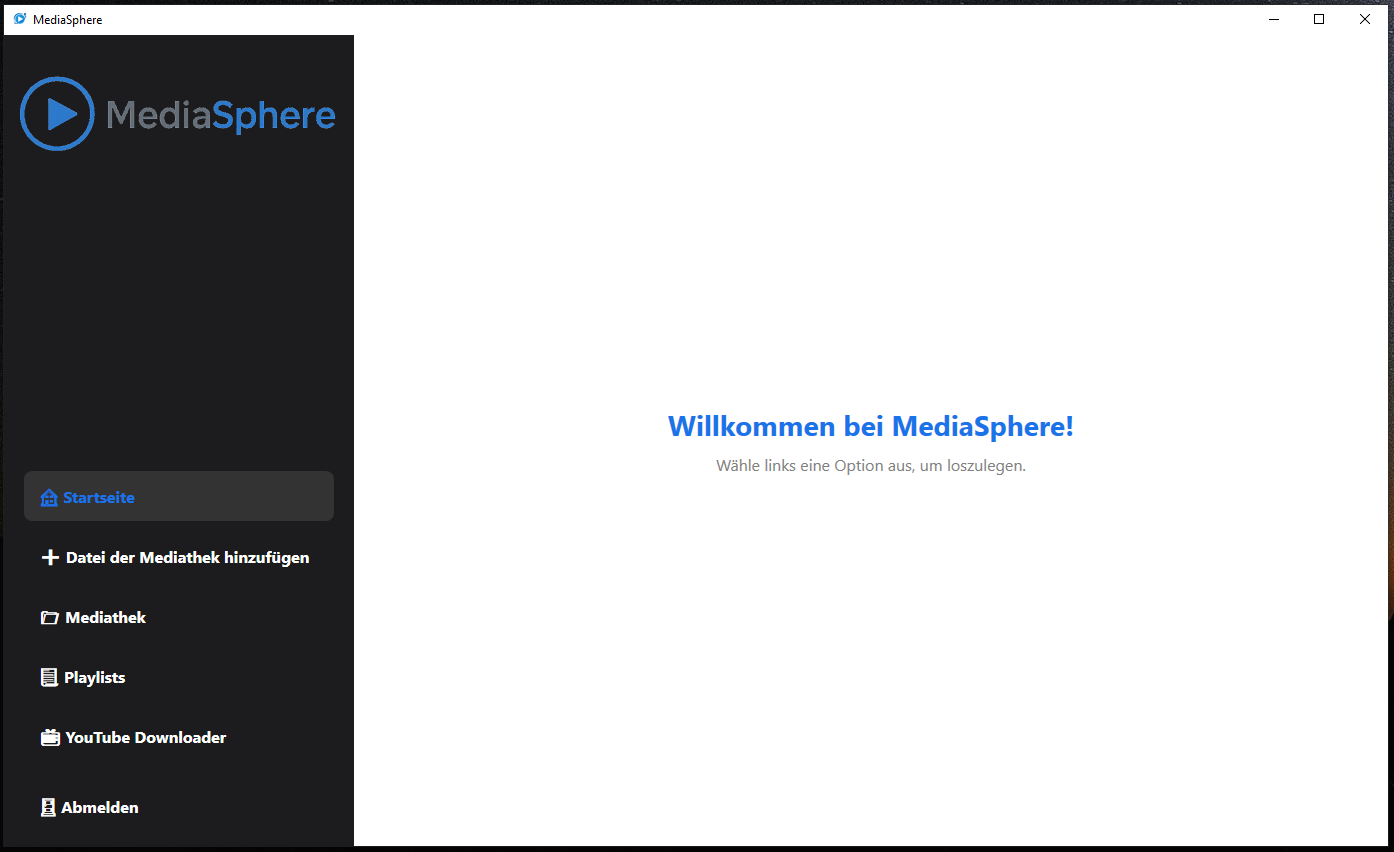 MediaSphere
MediaSphere
Willkommen bei MediaSphere!
Wähle links eine Option aus, um loszulegen.
Startseite
Datei der Mediathek hinzufügen
Mediathek
Playlists
YouTube Downloader
Abmelden